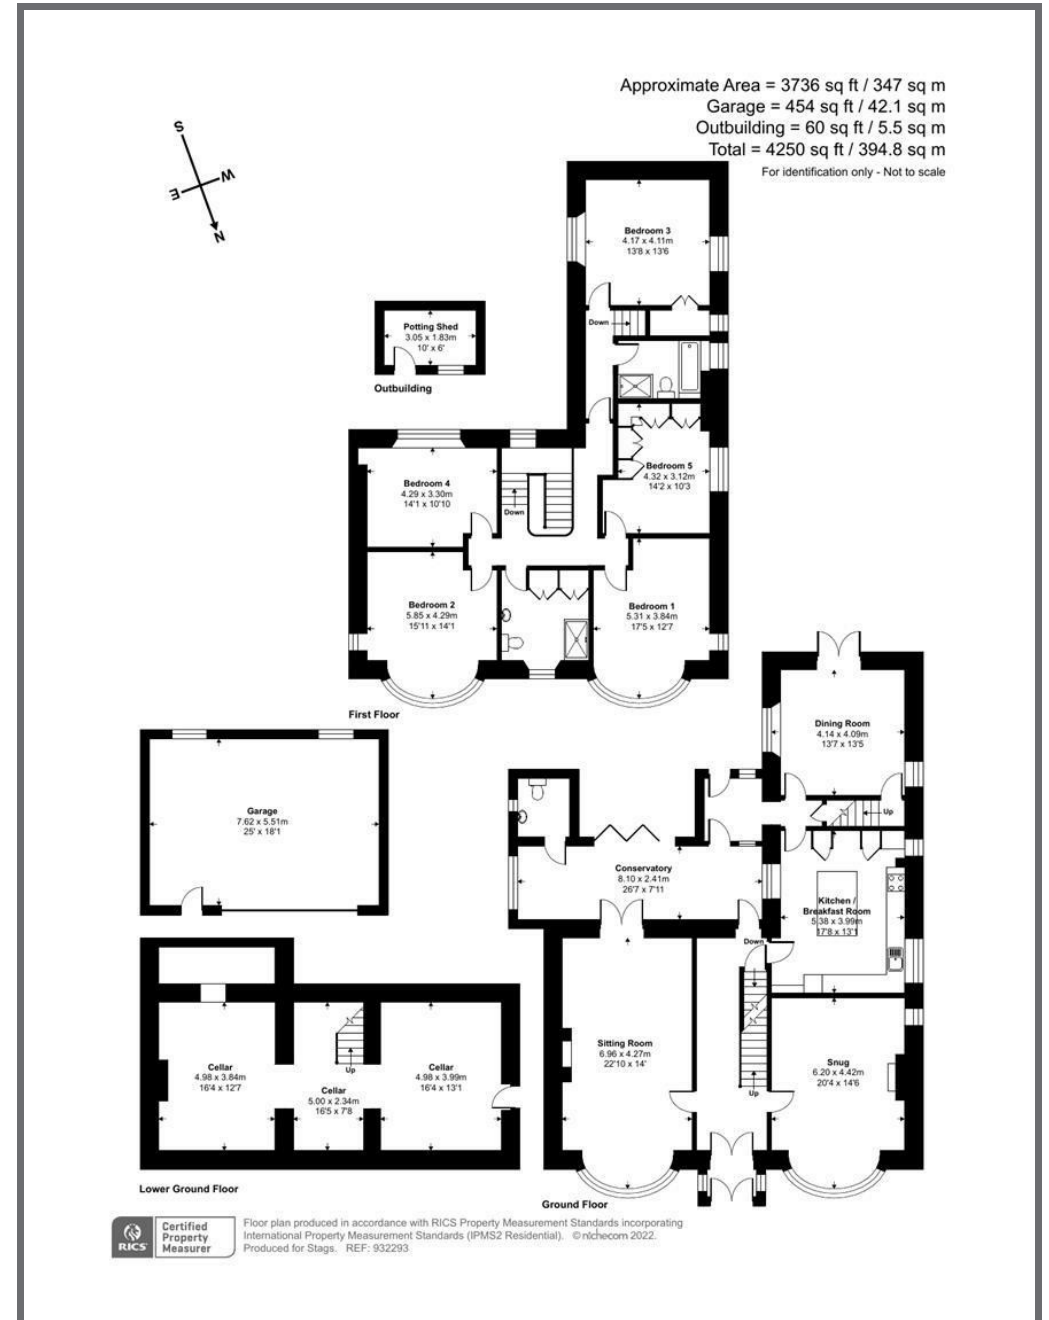 Approximate Area = 3736 sq ft / 347 sq m
Garage = 454 sq ft / 42.1 sq m
Outbuilding = 60 sq ft / 5.5 sq m
Total = 4250 sq ft / 394.8 sq m
For identification only - Not to scale
S
W
E
N
Bedroom 3
4.17 x 4.11m
13'8 x 13'6
Down
Potting Shed
3.05 x 1.83m
10' x 6'
Outbuilding
Bedroom 5
4.32 x 3.12m
14'2 x 10'3
Bedroom 4
4.29 x 3.30m
14'1 x 10'10
Down
Bedroom 2
5.85 x 4.29m
15'11 x 14'1
Bedroom 1
5.31 x 3.84m
17'5 x 12'7
First Floor
Dining Room
4.14 x 4.09m
13'7 x 13'5
Up
Garage
7.62 x 5.51m
25' x 18'1
Conservatory
8.10 x 2.41m
26'7 x 7'11
Kitchen /
Breakfast Room
5.38 x 3.99m
17'8 x 13'1
Down
Sitting Room
6.96 x 4.27m
22'10 x 14'
Up
Snug
6.20 x 4.42m
20'4 x 14'6
Cellar
4.98 x 3.84m
16'4 x 12'7
Up
Cellar
5.00 x 2.34m
16'5 x 7'8
Cellar
4.98 x 3.99m
16'4 x 13'1
Lower Ground Floor
Ground Floor
RICS
Certified
Property
Measurer
Floor plan produced in accordance with RICS Property Measurement Standards incorporating
International Property Measurement Standards (IPMS2 Residential). © nichecom 2022.
Produced for Stags. REF: 932293